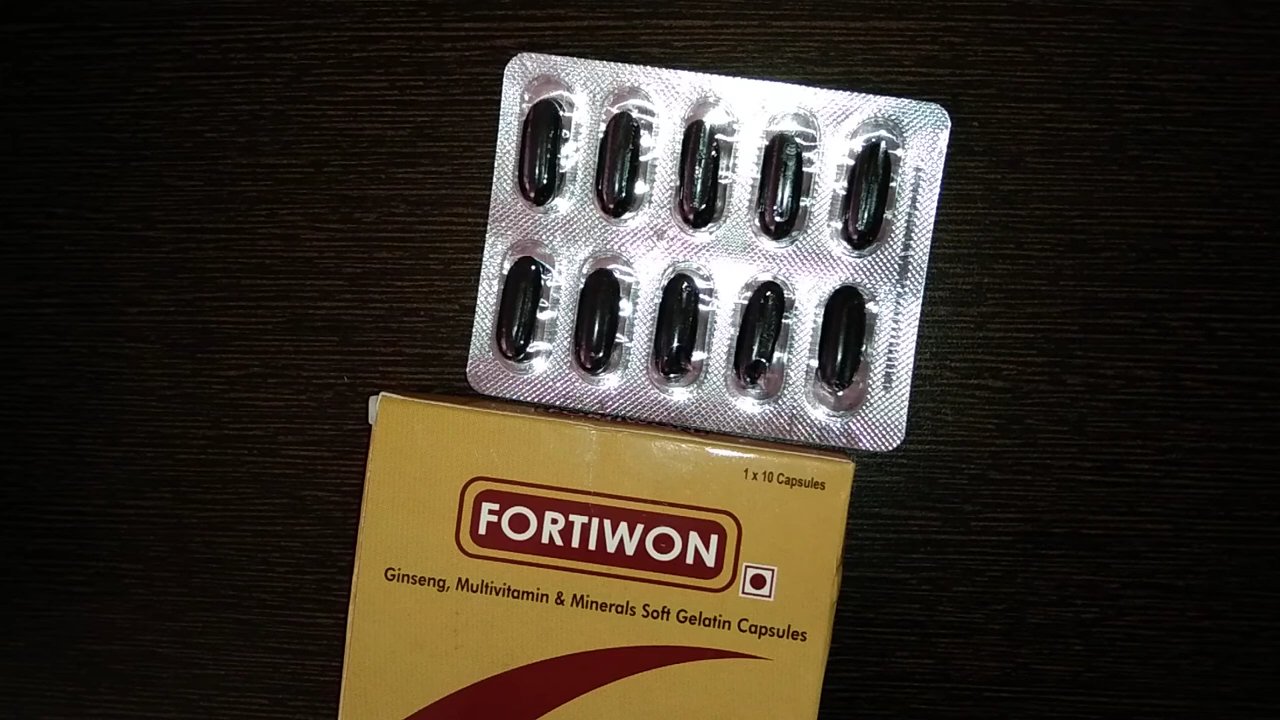 1 x 10 Capsules
FORTIWON
Ginseng, Multivitamin & Minerals Soft Gelatin Capsules